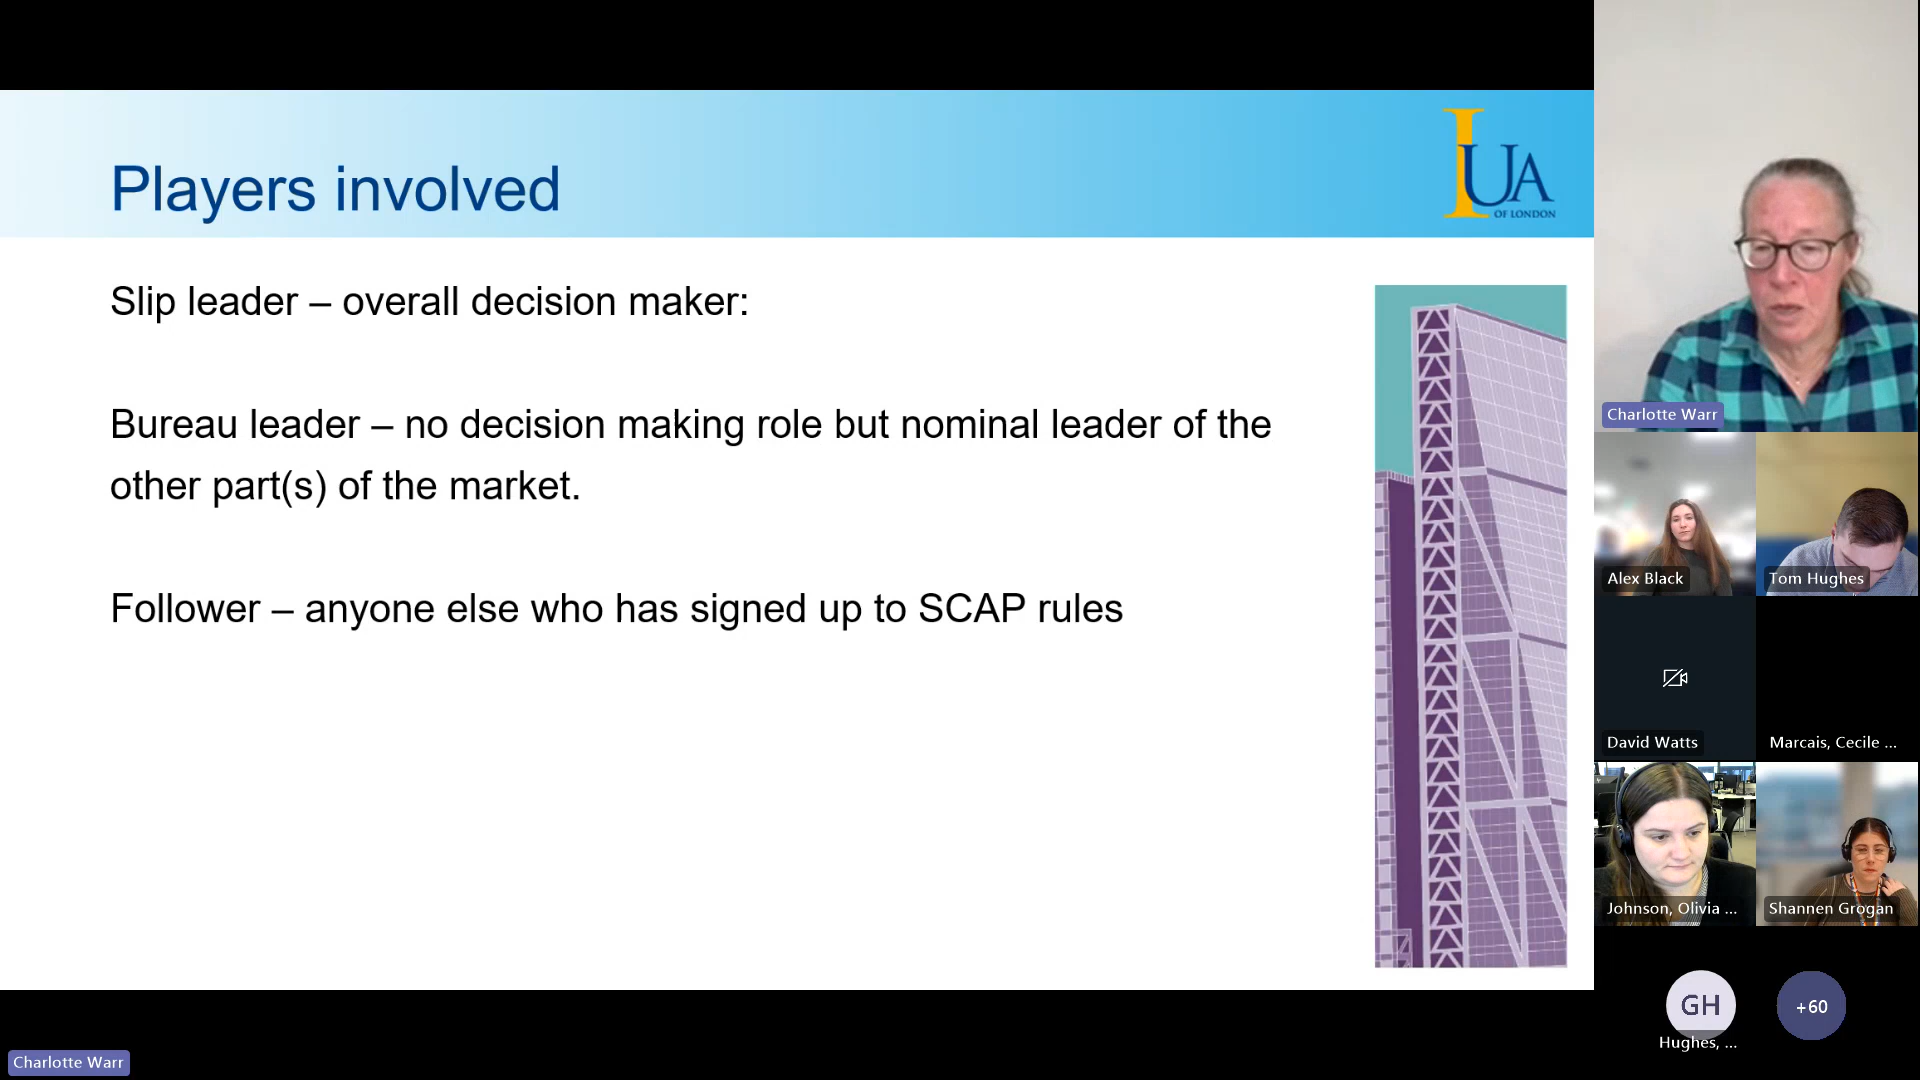 Players involved
IUA
OF LONDON
Slip leader – overall decision maker:
Bureau leader – no decision making role but nominal leader of the
other part(s) of the market.
Follower – anyone else who has signed up to SCAP rules
Charlotte Warr
Alex Black
Tom Hughes
David Watts
Marcais, Cecile ...
Johnson, Olivia ...
Shannen Grogan
GH
+60
Hughes, ...
Charlotte Warr